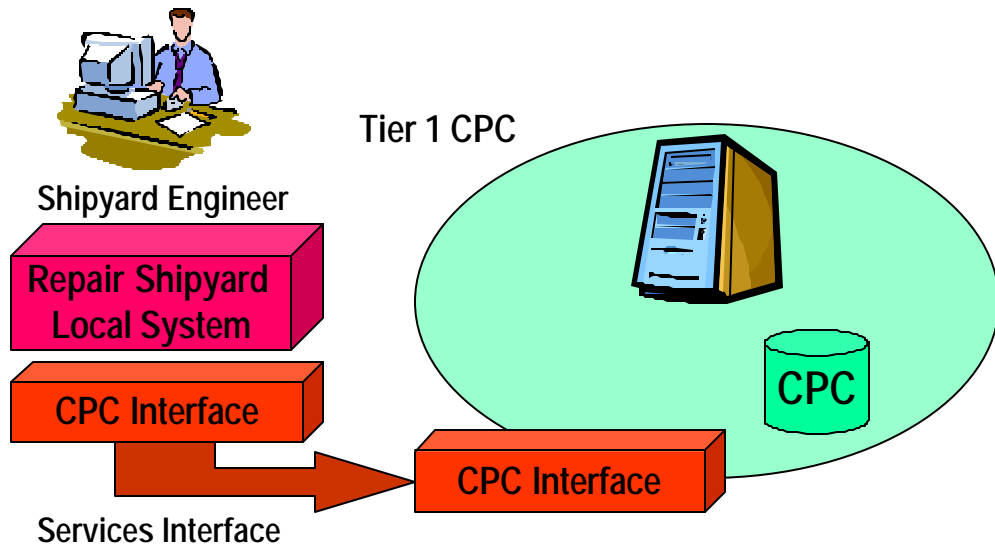 Tier 1 CPC
Shipyard Engineer
Repair Shipyard
Local System
CPC Interface
Services Interface
CPC
CPC Interface